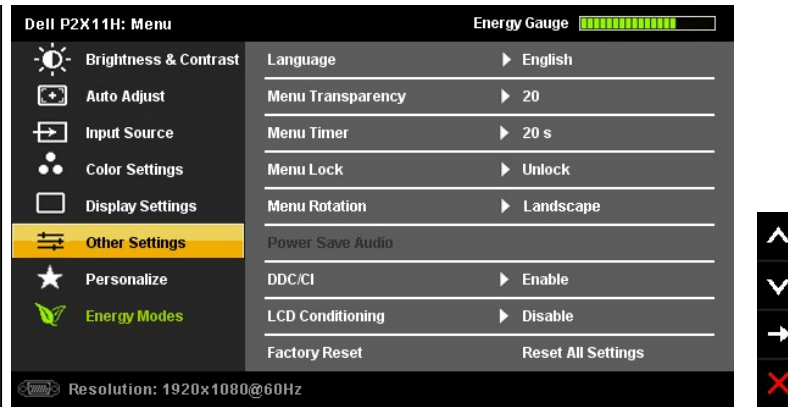 Dell P2X11H: Menu Energy Gauge
Brightness & Contrast Language English
Auto Adjust Menu Transparency 20
Input Source Menu Timer 20 s
Color Settings Menu Lock Unlock
Display Settings Menu Rotation Landscape
Other Settings Power Save Audio
Personalize DDC/CI Enable
Energy Modes LCD Conditioning Disable
Factory Reset Reset All Settings
Resolution: 1920x1080@60Hz